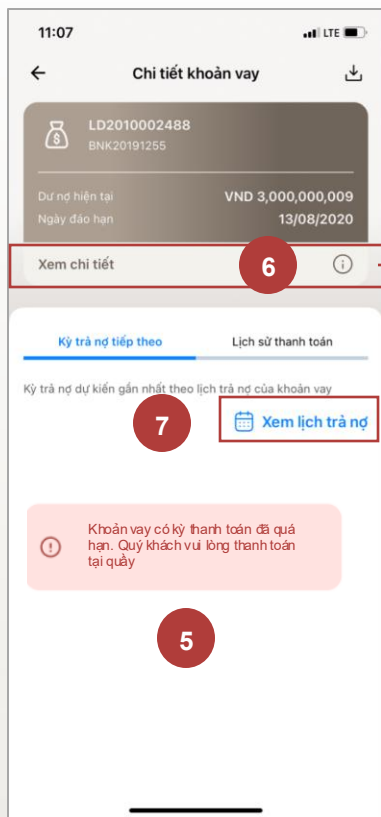 11:07
LTE
Chi tiết khoản vay
LD2010002488
BNK20191255
Dư nợ hiện tại VND 3,000,000,009
Ngày đáo hạn 13/08/2020
Xem chi tiết 6
Kỳ trả nợ tiếp theo Lịch sử thanh toán
Kỳ trả nợ dự kiến gần nhất theo lịch trả nợ của khoản vay
7 Xem lịch trả nợ
Khoản vay có kỳ thanh toán đã quá
hạn. Quý khách vui lòng thanh toán
tại quầy
5